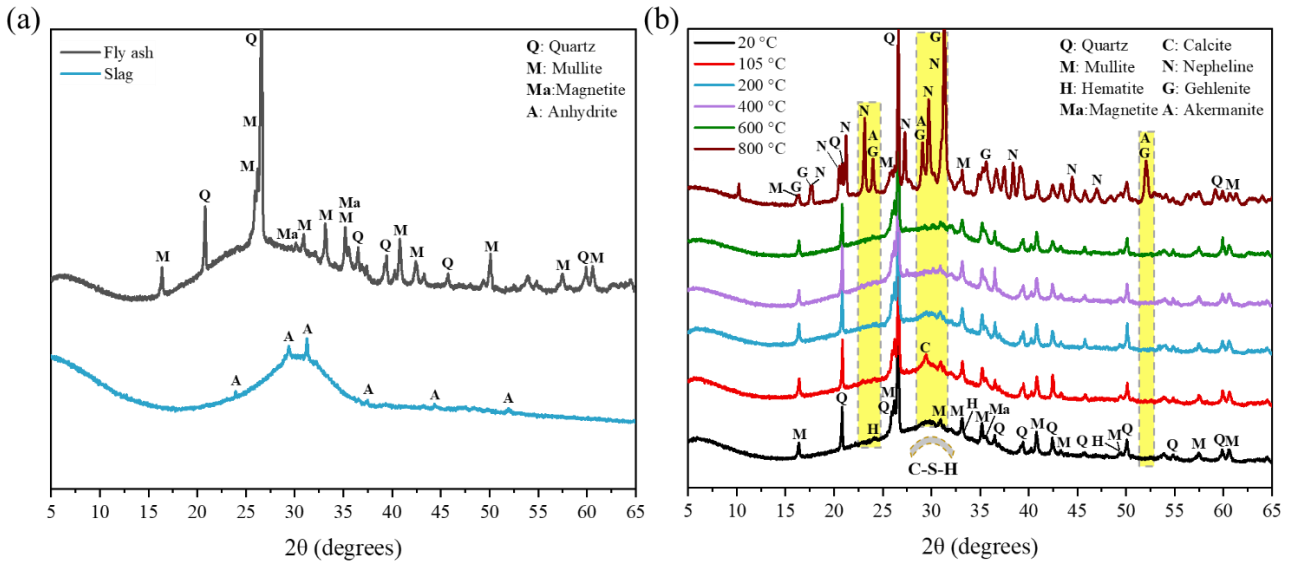 (a)
Fly ash
Slag
Q: Quartz
M: Mullite
Ma:Magnetite
A: Anhydrite
Q
M
M
Q
M
Ma
M
M
Ma
M
Q
Q
M
M
Q
M
M
Q
M
A
A
A
A
A
A
5 10 15 20 25 30 35 40 45 50 55 60 65
2θ (degrees)
(b)
20 °C
105 °C
200 °C
400 °C
600 °C
800 °C
Q: Quartz
M: Mullite
H: Hematite
Ma:Magnetite
C: Calcite
N: Nepheline
G: Gehlenite
A: Akermanite
M
G
G
N
N
Q
N
N
A
G
M
Q
N
A
G
N
G
N
M
G
N
N
N
A
G
Q
M
C
M
Q
H
Q
M
M
M
H
M
Ma
Q
Q
M
Q
M
Q
H
M
Q
Q
M
Q
M
C-S-H
5 10 15 20 25 30 35 40 45 50 55 60 65
2θ (degrees)